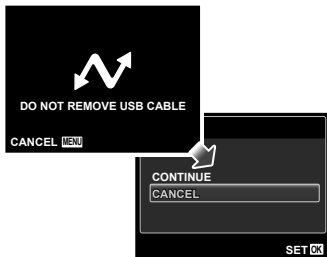 DO NOT REMOVE USB CABLE
CANCEL MENU
CONTINUE
CANCEL
SET OK